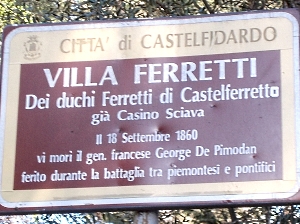 CITTA' di CASTELFIDARDO
VILLA FERRETTI
Dei duchi Ferretti di Castelferretto
già Casino Sciava
Il 18 Settembre 1860
vi morì il gen. francese George De Pimodan
ferito durante la battaglia tra piemontesi e pontifici